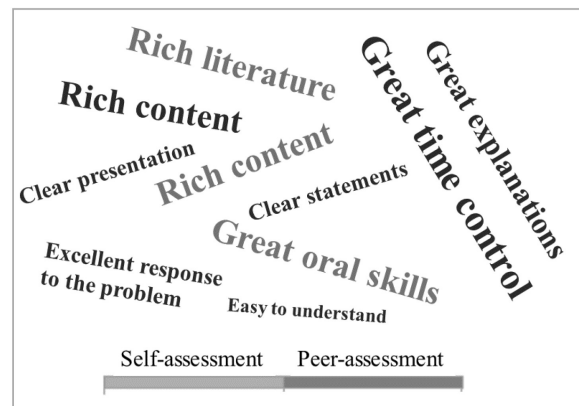 Rich literature
Rich content
Great time control
Great explanations
Clear presentation
Rich content
Clear statements
Great oral skills
Excellent response
to the problem
Easy to understand
Self-assessment
Peer-assessment